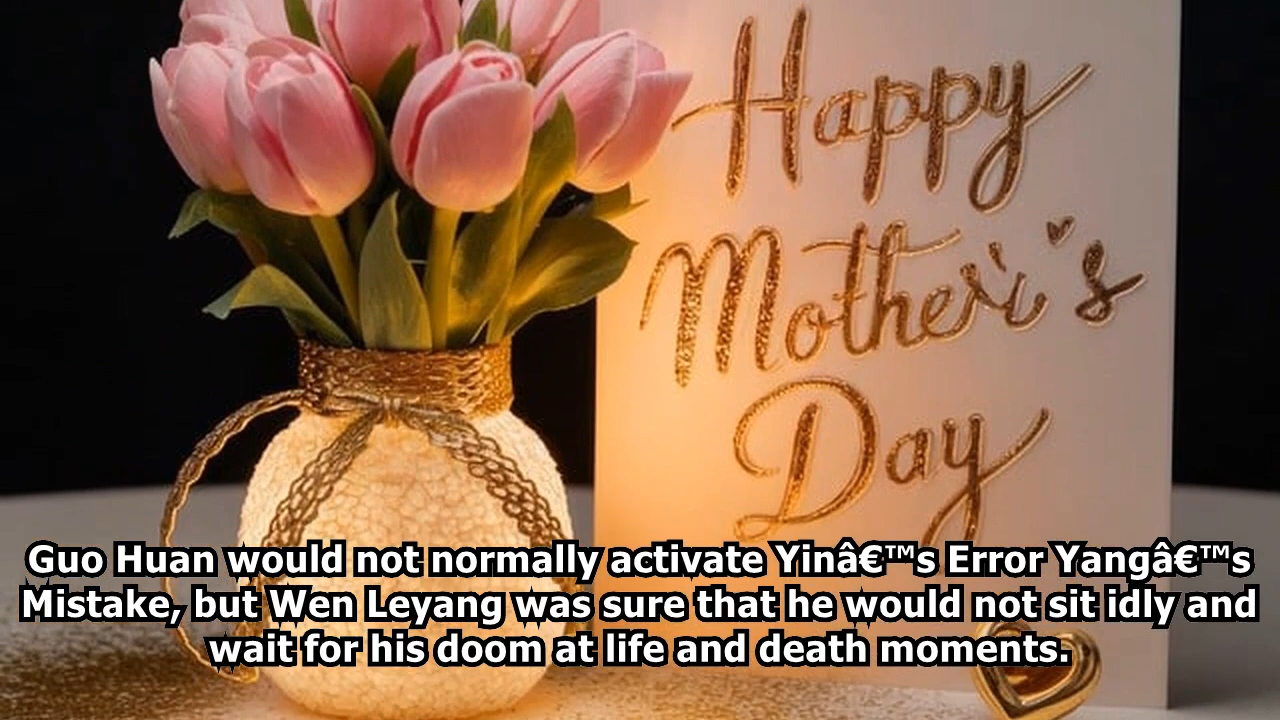 Happy
Mother's
Day
Guo Huan would not normally activate Yinâ€™s Error Yangâ€™s
Mistake, but Wen Leyang was sure that he would not sit idly and
wait for his doom at life and death moments.